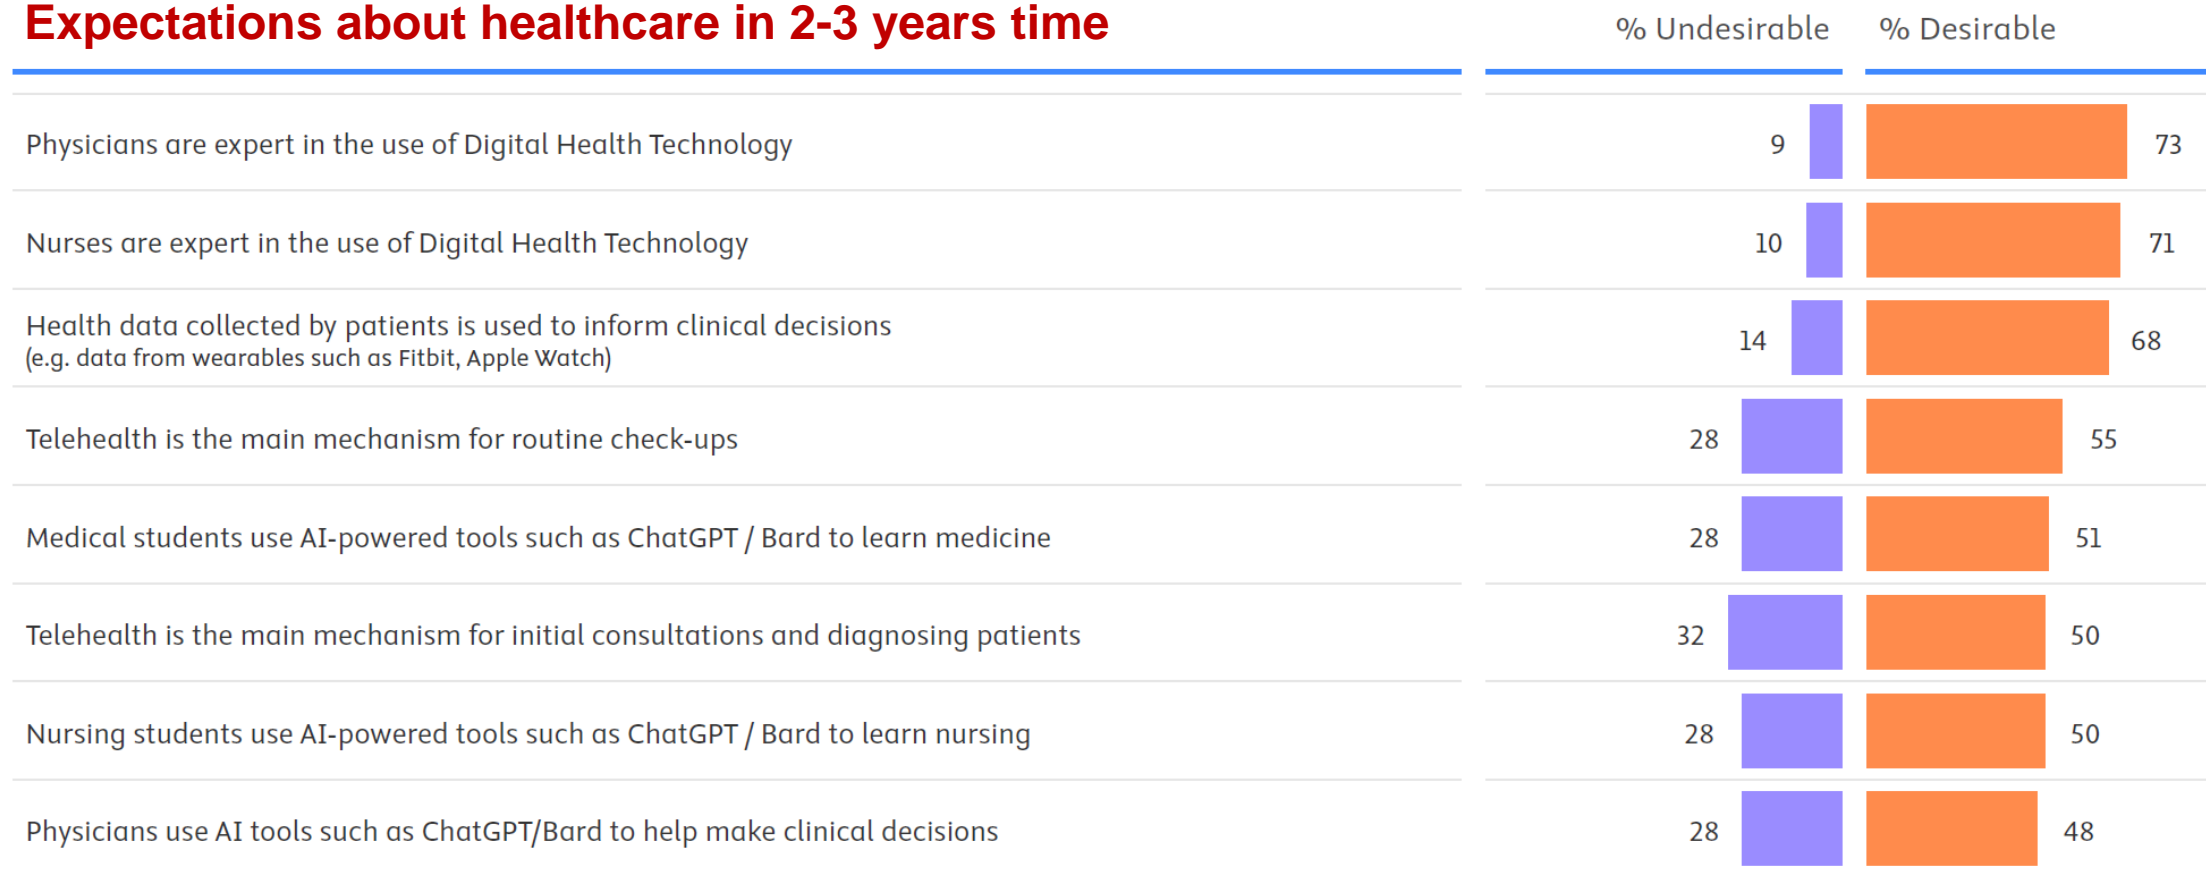 Expectations about healthcare in 2-3 years time
% Undesirable % Desirable
Physicians are expert in the use of Digital Health Technology 9 73
Nurses are expert in the use of Digital Health Technology 10 71
Health data collected by patients is used to inform clinical decisions
(e.g. data from wearables such as Fitbit, Apple Watch) 14 68
Telehealth is the main mechanism for routine check-ups 28 55
Medical students use AI-powered tools such as ChatGPT / Bard to learn medicine 28 51
Telehealth is the main mechanism for initial consultations and diagnosing patients 32 50
Nursing students use AI-powered tools such as ChatGPT / Bard to learn nursing 28 50
Physicians use AI tools such as ChatGPT/Bard to help make clinical decisions 28 48